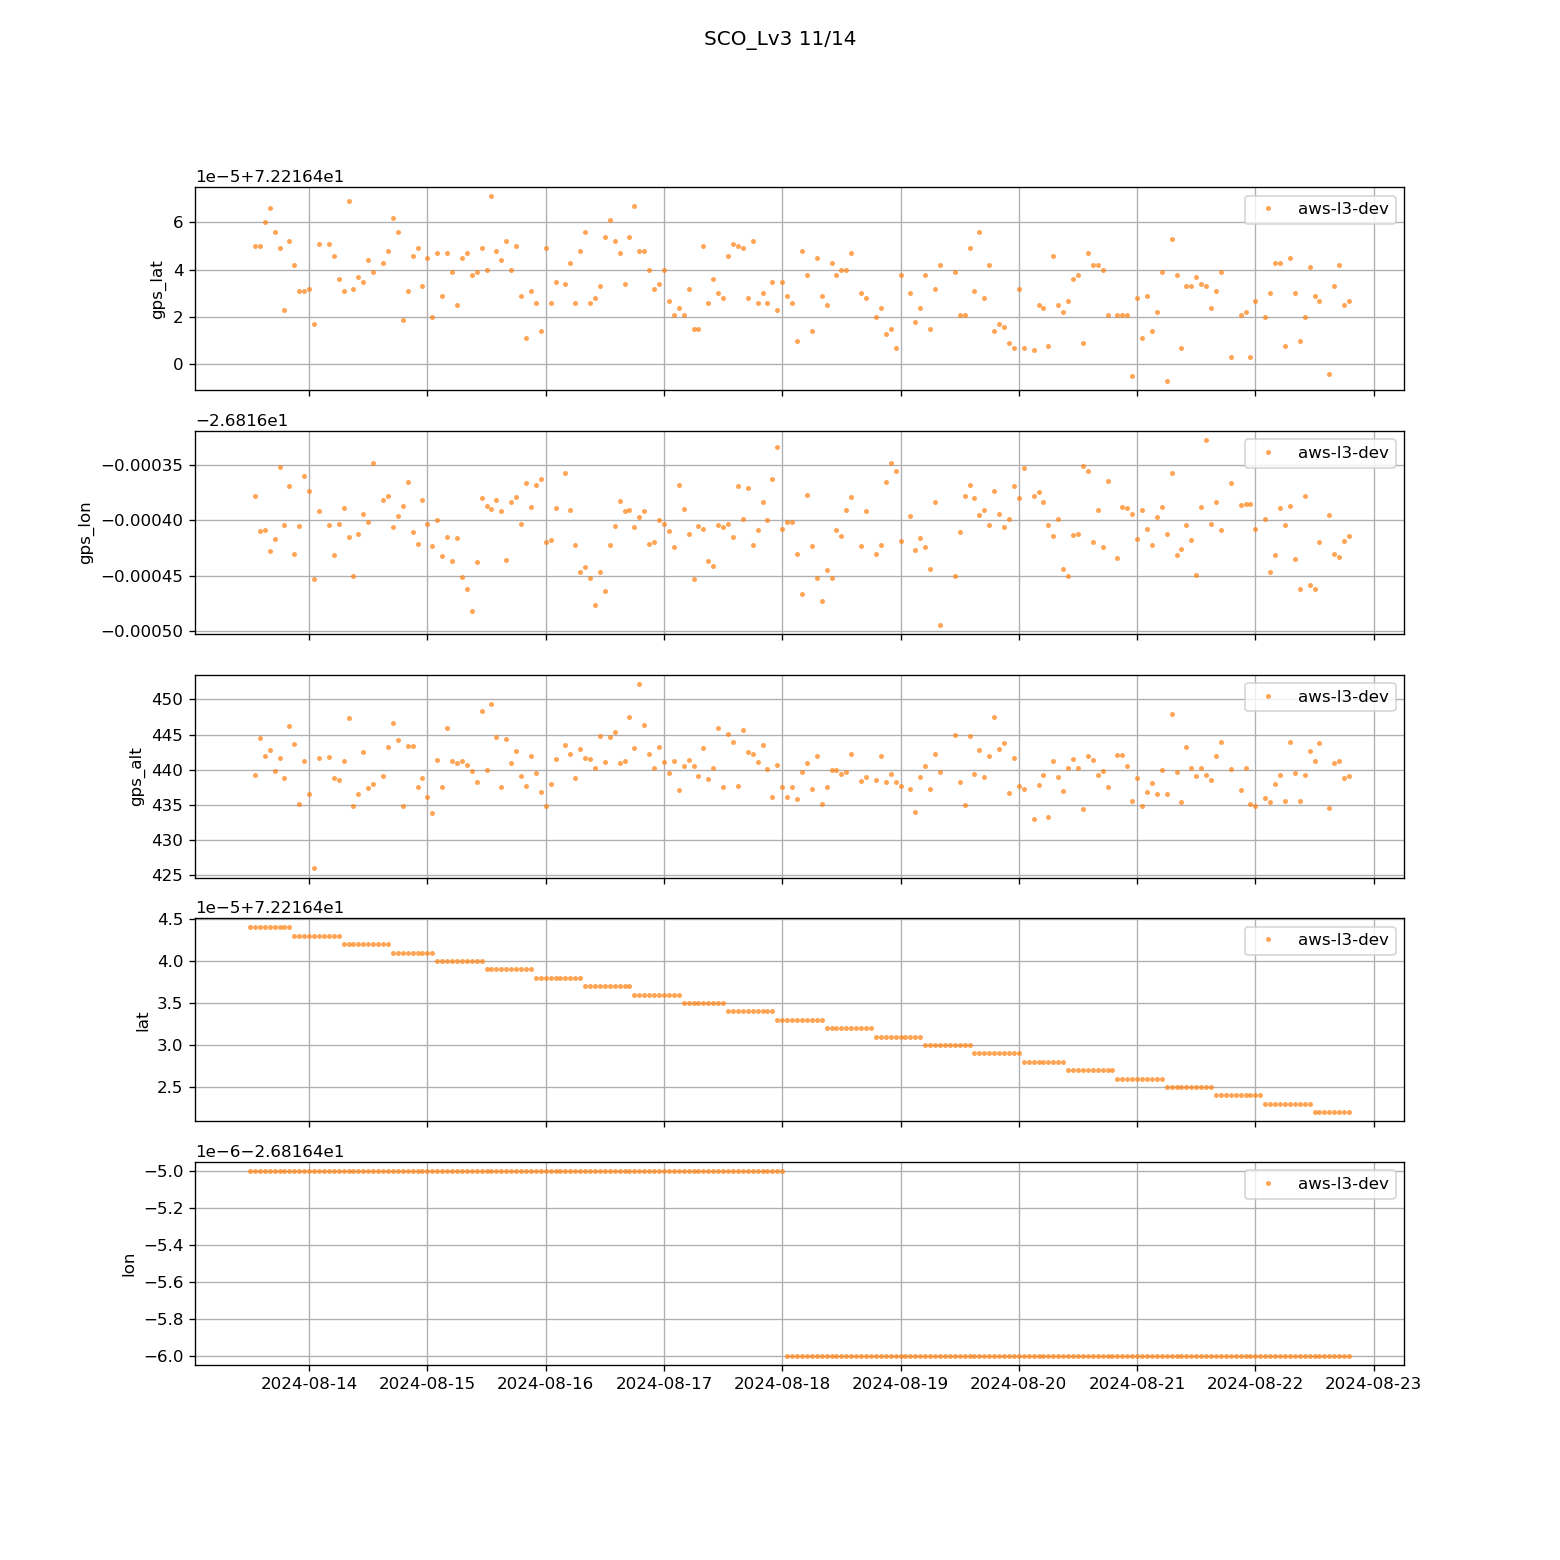 SCO_Lv3 11/14
1e−5+7.22164e1
aws-l3-dev
6
4
2
0
gps_lat
−2.6816e1
aws-l3-dev
−0.00035
−0.00040
−0.00045
−0.00050
gps_lon
aws-l3-dev
450
445
440
435
430
425
gps_alt
1e−5+7.22164e1
aws-l3-dev
4.5
4.0
3.5
3.0
2.5
lat
1e−6−2.68164e1
aws-l3-dev
−5.0
−5.2
−5.4
−5.6
−5.8
−6.0
lon
2024-08-14 2024-08-15 2024-08-16 2024-08-17 2024-08-18 2024-08-19 2024-08-20 2024-08-21 2024-08-22 2024-08-23